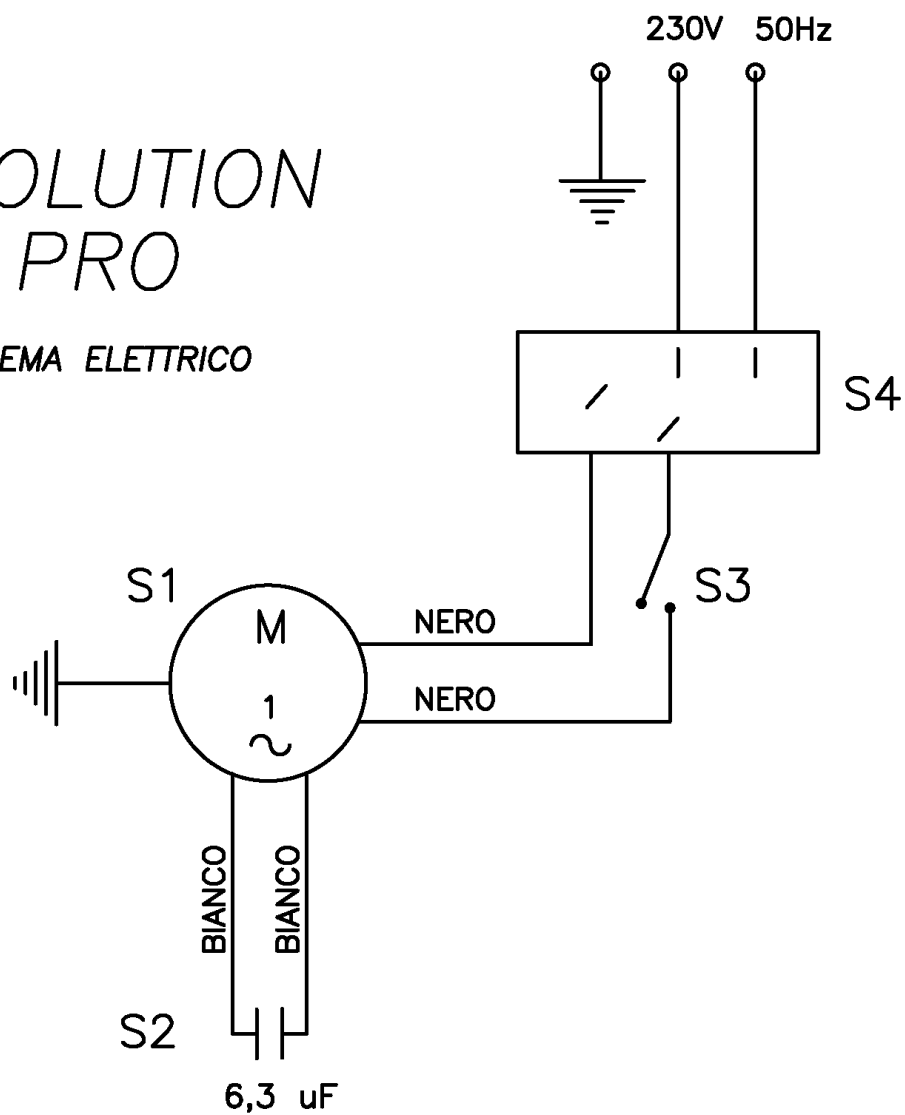 230V 50Hz
OLUTION
PRO
EMA ELETTRICO
S4
S1
S3
M
NERO
1
NERO
BIANCO
BIANCO
S2
6,3 uF